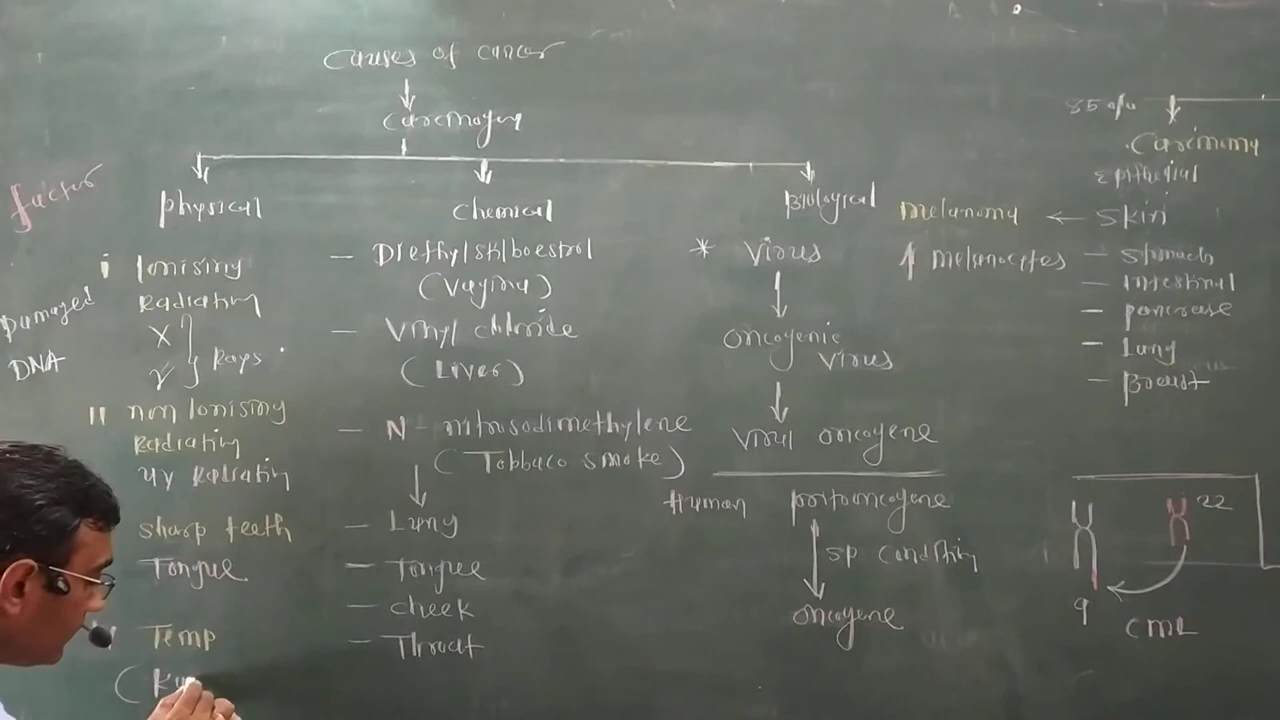 Causes of cancer
Carcinogen
factor
Physical
Chemical
Biological
i Ionising
Radiation
X
γ } Rays
Damaged
DNA
ii non Ionising
Radiation
UV Radiation
Sharp teeth
Tongue
Temp
(K
— Diethylstilboestrol
(Vagina)
— Vinyl chloride
(Liver)
— N - nitrosodimethylene
(Tobbaco smoke)
— Lung
— Tongue
— cheek
— Throat
* Virus
Oncogenic
Virus
Viral oncogene
Human protooncogene
SP Condition
Oncogene
85 %
Carcinoma
Epithelial
Melanoma ← Skin
↑ Melanocytes — Stomach
— Intestinal
— Pancrease
— Lung
— Breast
22
9
CML